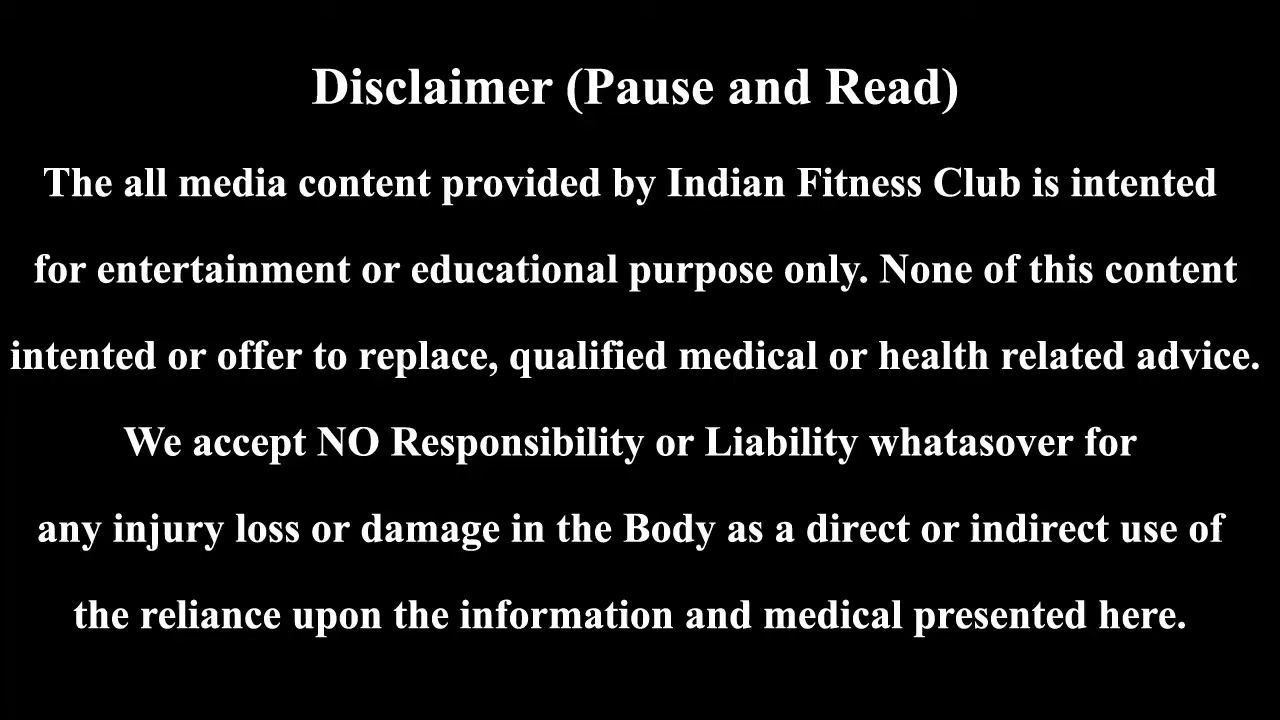 Disclaimer (Pause and Read)
The all media content provided by Indian Fitness Club is intented
for entertainment or educational purpose only. None of this content
intented or offer to replace, qualified medical or health related advice.
We accept NO Responsibility or Liability whatasover for
any injury loss or damage in the Body as a direct or indirect use of
the reliance upon the information and medical presented here.